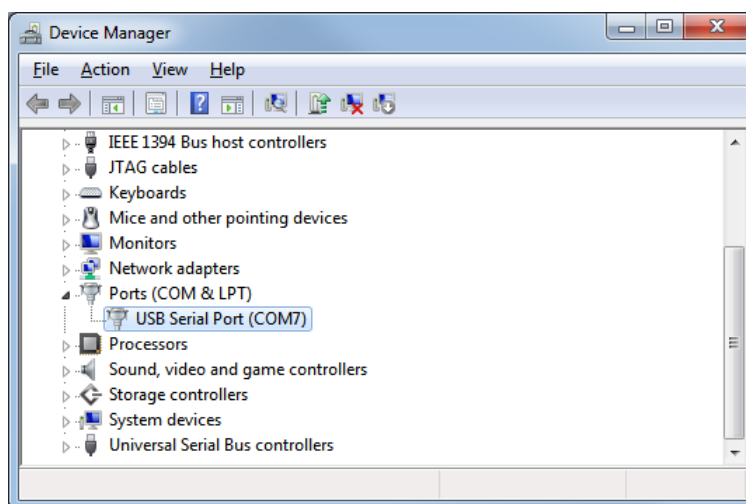 Device Manager
File Action View Help
IEEE 1394 Bus host controllers
JTAG cables
Keyboards
Mice and other pointing devices
Monitors
Network adapters
Ports (COM & LPT)
USB Serial Port (COM7)
Processors
Sound, video and game controllers
Storage controllers
System devices
Universal Serial Bus controllers